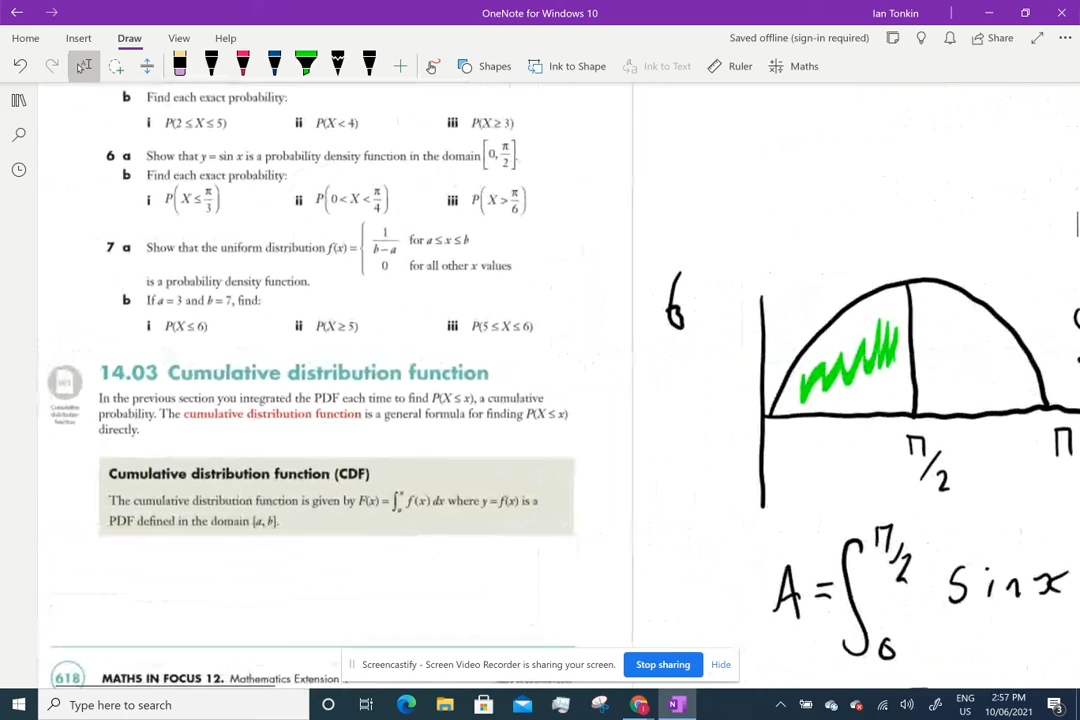 OneNote for Windows 10
Ian Tonkin
Home Insert Draw View Help
Saved offline (sign-in required) Share
Shapes Ink to Shape Ink to Text Ruler Maths
b Find each exact probability:
i P(2 ≤ X ≤ 5) ii P(X < 4) iii P(X ≥ 3)
6 a Show that y = sin x is a probability density function in the domain [0, π/2].
b Find each exact probability:
i P(X ≤ π/3) ii P(0 < X < π/4) iii P(X > π/6)
7 a Show that the uniform distribution f(x) = { 1/(b – a) for a ≤ x ≤ b
0 for all other x values
is a probability density function.
b If a = 3 and b = 7, find:
i P(X ≤ 6) ii P(X ≥ 5) iii P(5 ≤ X ≤ 6)
14.03 Cumulative distribution function
In the previous section you integrated the PDF each time to find P(X ≤ x), a cumulative
probability. The cumulative distribution function is a general formula for finding P(X ≤ x)
directly.
Cumulative distribution function (CDF)
The cumulative distribution function is given by F(x) = ∫ₐˣ f(x) dx where y = f(x) is a
PDF defined in the domain [a, b].
6
π/2
π
A = ∫₀^π/2 sin x
618 MATHS IN FOCUS 12. Mathematics Extension
Screencastify - Screen Video Recorder is sharing your screen. Stop sharing Hide
Type here to search
ENG
US
2:57 PM
10/06/2021
3